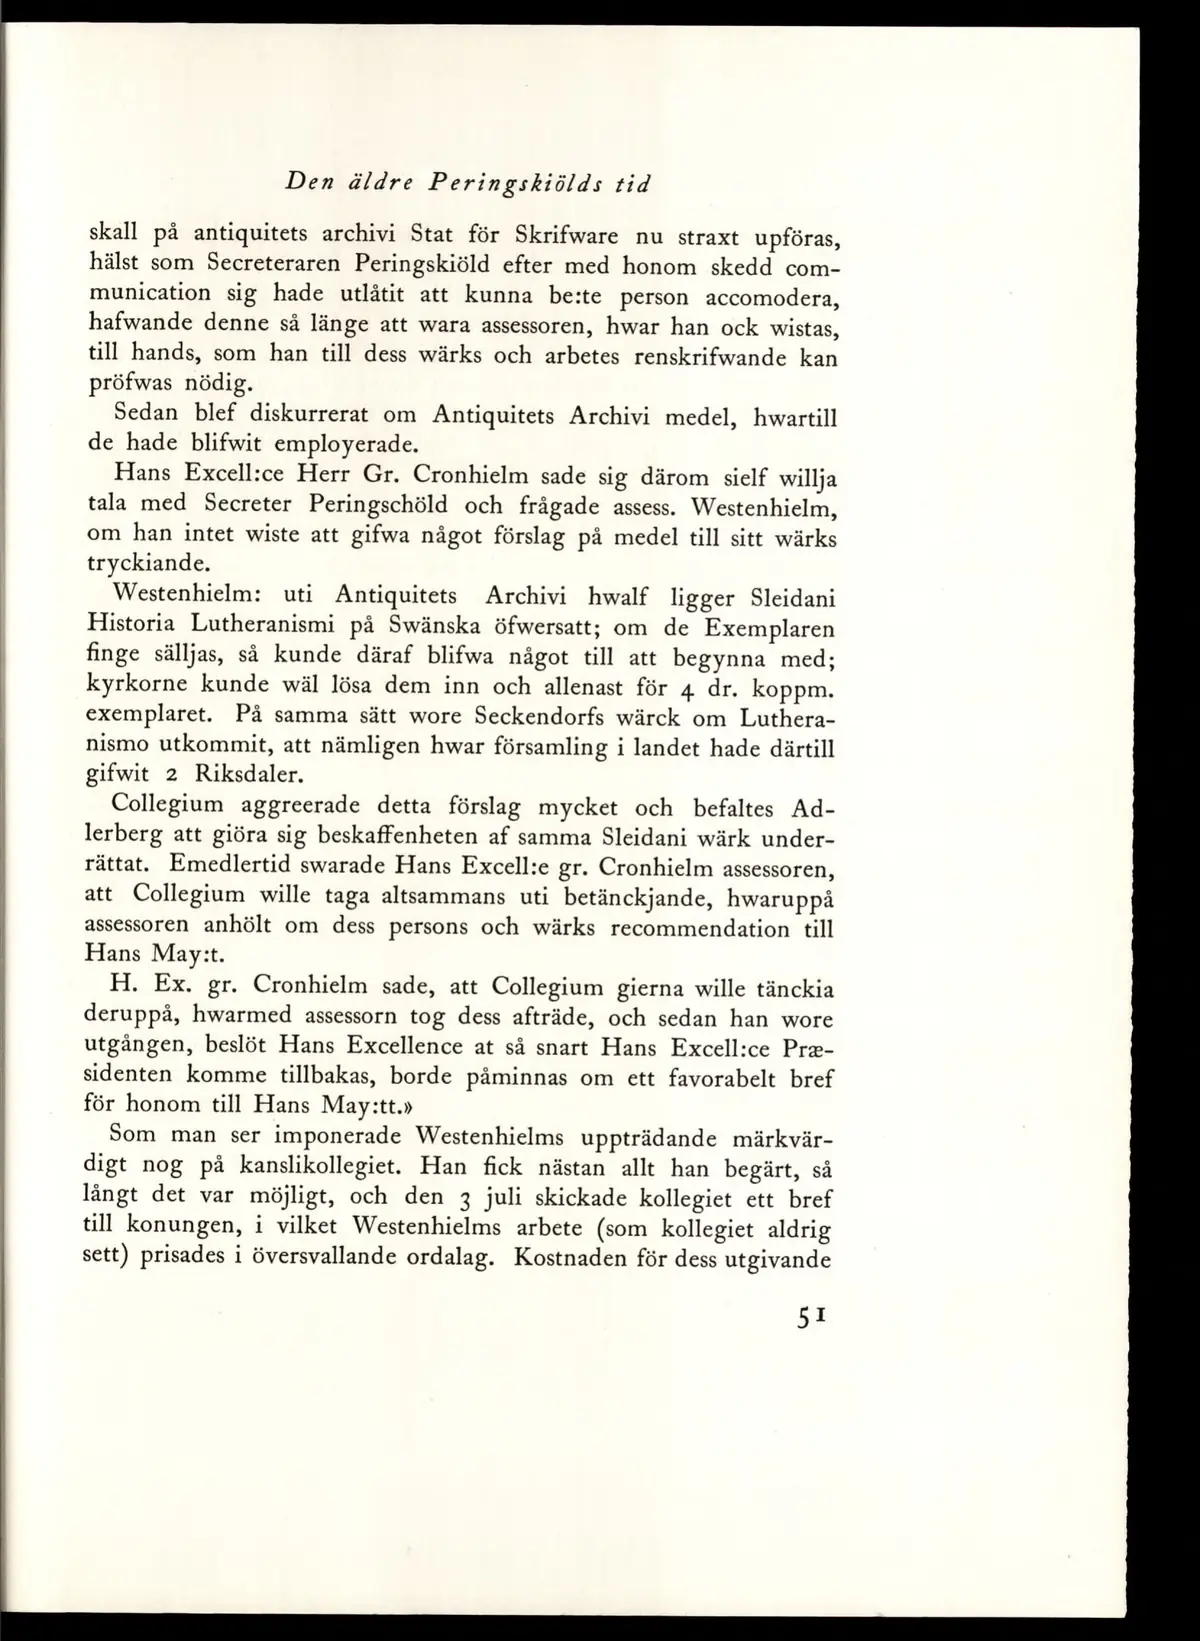 Den äldre Peringskiölds tid
skall på antiquitets archivi Stat för Skrifware nu straxt upföras,
hälst som Secreteraren Peringskiöld efter med honom skedd com-
munication sig hade utlåtit att kunna be:te person accomodera,
hafwande denne så länge att wara assessoren, hwar han ock wistas,
till hands, som han till dess wärks och arbetes renskrifwande kan
pröfwas nödig.
Sedan blef diskurrerat om Antiquitets Archivi medel, hwartill
de hade blifwit employerade.
Hans Excell:ce Herr Gr. Cronhielm sade sig därom sielf willja
tala med Secreter Peringschöld och frågade assess. Westenhielm,
om han intet wiste att gifwa något förslag på medel till sitt wärks
tryckiande.
Westenhielm: uti Antiquitets Archivi hwalf ligger Sleidani
Historia Lutheranismi på Swänska öfwersatt; om de Exemplaren
finge sälljas, så kunde däraf blifwa något till att begynna med;
kyrkorne kunde wäl lösa dem inn och allenast för 4 dr. koppm.
exemplaret. På samma sätt wore Seckendorfs wärck om Luthera-
nismo utkommit, att nämligen hwar församling i landet hade därtill
gifwit 2 Riksdaler.
Collegium aggreerade detta förslag mycket och befaltes Ad-
lerberg att giöra sig beskaffenheten af samma Sleidani wärk under-
rättat. Emedlertid swarade Hans Excell:e gr. Cronhielm assessoren,
att Collegium wille taga altsammans uti betänckjande, hwaruppå
assessoren anhölt om dess persons och wärks recommendation till
Hans May:t.
H. Ex. gr. Cronhielm sade, att Collegium gierna wille tänckia
deruppå, hwarmed assessorn tog dess afträde, och sedan han wore
utgången, beslöt Hans Excellence at så snart Hans Excell:ce Præ-
sidenten komme tillbakas, borde påminnas om ett favorabelt bref
för honom till Hans May:tt.»
Som man ser imponerade Westenhielms uppträdande märkvär-
digt nog på kanslikollegiet. Han fick nästan allt han begärt, så
långt det var möjligt, och den 3 juli skickade kollegiet ett bref
till konungen, i vilket Westenhielms arbete (som kollegiet aldrig
sett) prisades i översvallande ordalag. Kostnaden för dess utgivande
51